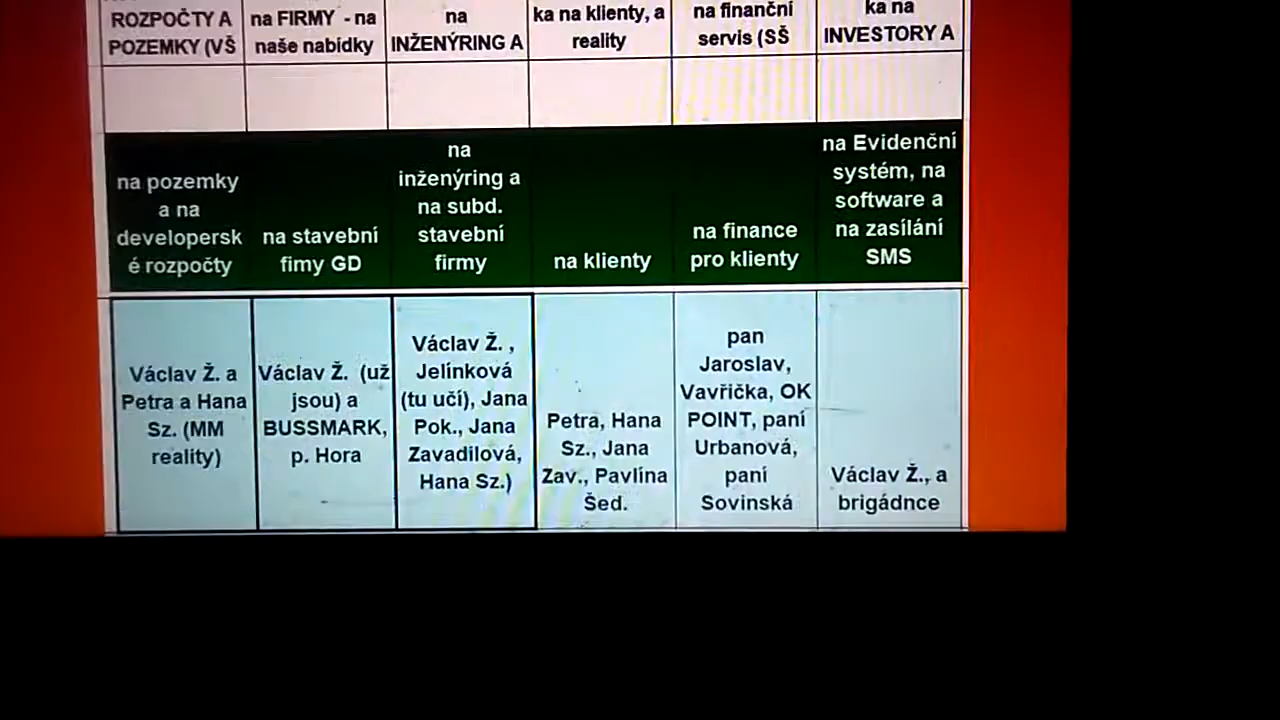 ROZPOČTY A
POZEMKY (VŠ
na FIRMY - na
naše nabídky
na
INŽENÝRING A
ka na klienty, a
reality
na finanční
servis (SŠ
ka na
INVESTORY A
na pozemky
a na
developersk
é rozpočty
na stavební
fimy GD
na
inženýring a
na subd.
stavební
firmy
na klienty
na finance
pro klienty
na Evidenční
systém, na
software a
na zasílání
SMS
Václav Ž. a
Petra a Hana
Sz. (MM
reality)
Václav Ž. (už
jsou) a
BUSSMARK,
p. Hora
Václav Ž. ,
Jelínková
(tu učí), Jana
Pok., Jana
Zavadilová,
Hana Sz.)
Petra, Hana
Sz., Jana
Zav., Pavlína
Šed.
pan
Jaroslav,
Vavřička, OK
POINT, paní
Urbanová,
paní
Sovinská
Václav Ž., a
brigádnce